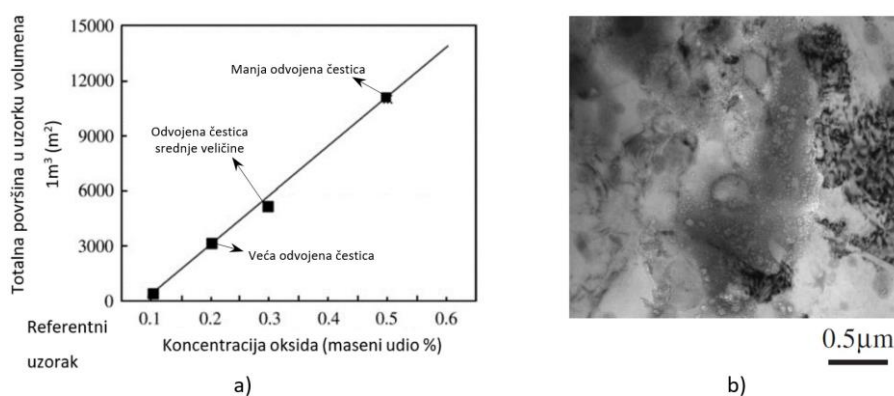 Totalna površina u uzorku volumena
1m³ (m²)
15000
12000
9000
6000
3000
0
Manja odvojena čestica
Odvojena čestica
srednje veličine
Veća odvojena čestica
0.1
0.2
0.3
0.5
0.6
Referentni
uzorak
Koncentracija oksida (maseni udio %)
a)
0.5µm
b)